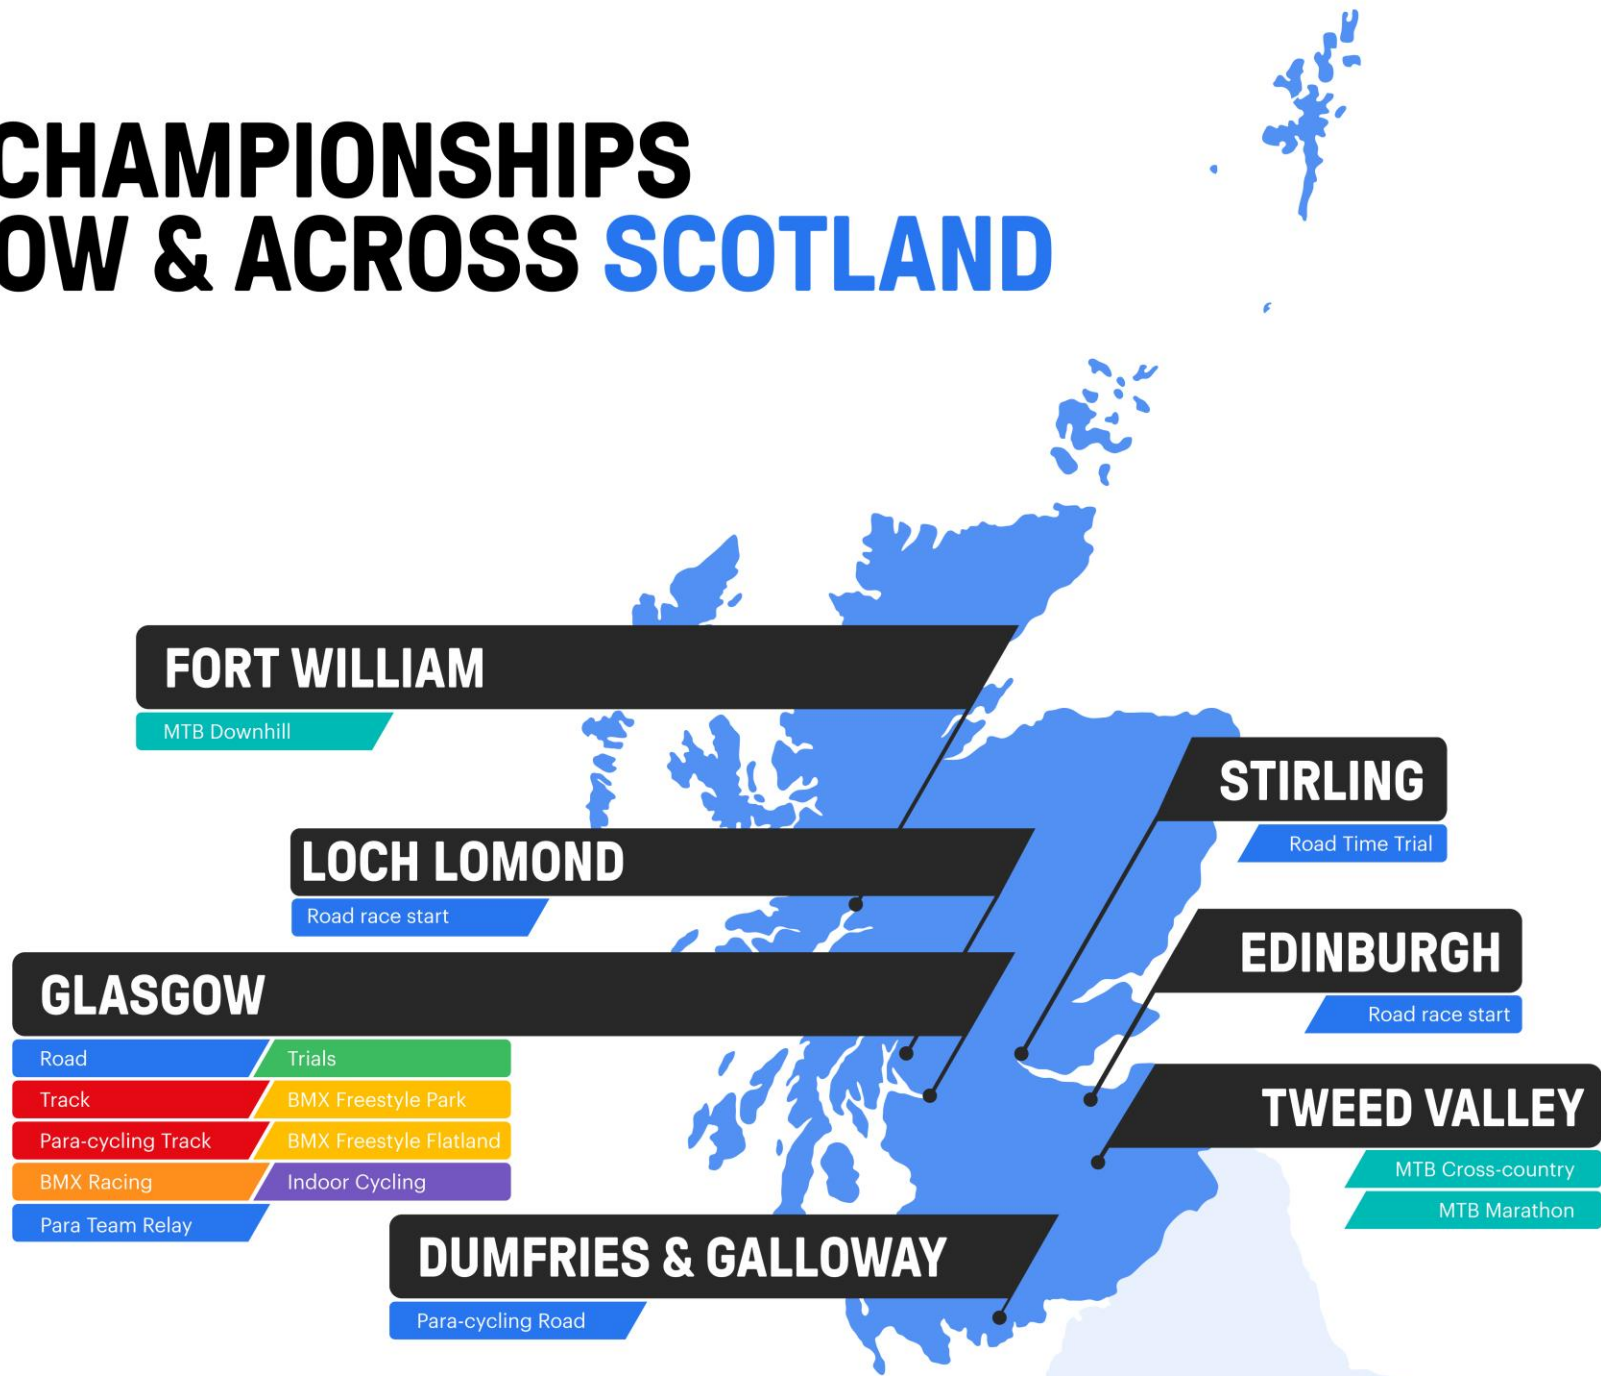 CHAMPIONSHIPS
OW & ACROSS SCOTLAND
FORT WILLIAM
MTB Downhill
STIRLING
Road Time Trial
LOCH LOMOND
Road race start
EDINBURGH
Road race start
GLASGOW
Road
Trials
Track
BMX Freestyle Park
Para-cycling Track
BMX Freestyle Flatland
BMX Racing
Indoor Cycling
Para Team Relay
TWEED VALLEY
MTB Cross-country
MTB Marathon
DUMFRIES & GALLOWAY
Para-cycling Road